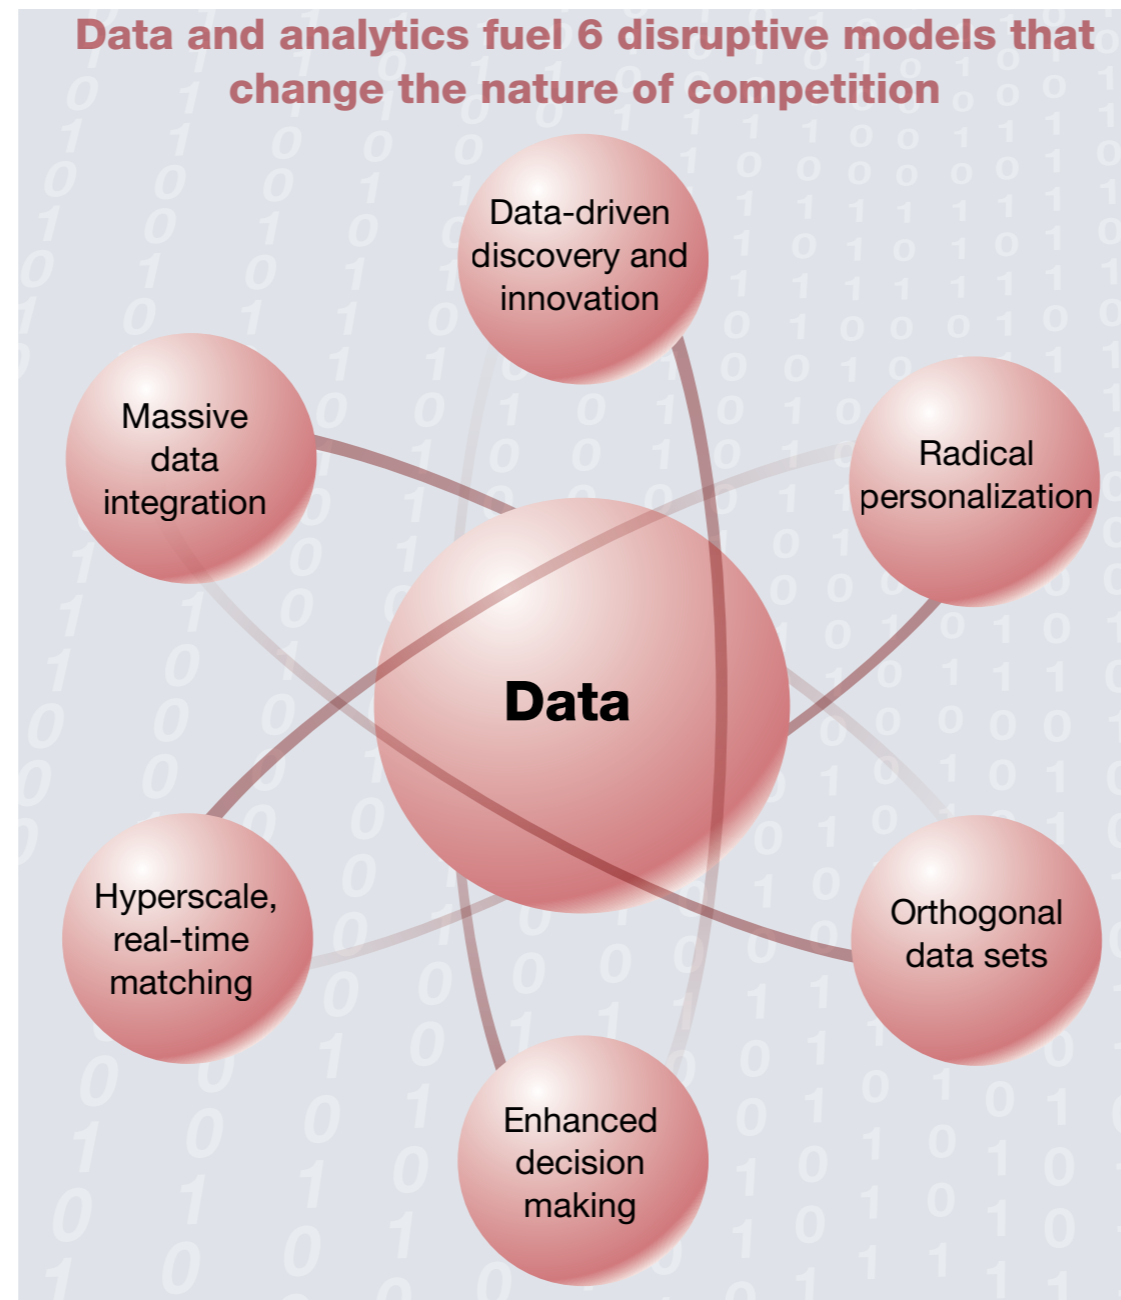 Data and analytics fuel 6 disruptive models that
change the nature of competition
Data-driven
discovery and
innovation
Massive
data
integration
Radical
personalization
Data
Hyperscale,
real-time
matching
Orthogonal
data sets
Enhanced
decision
making